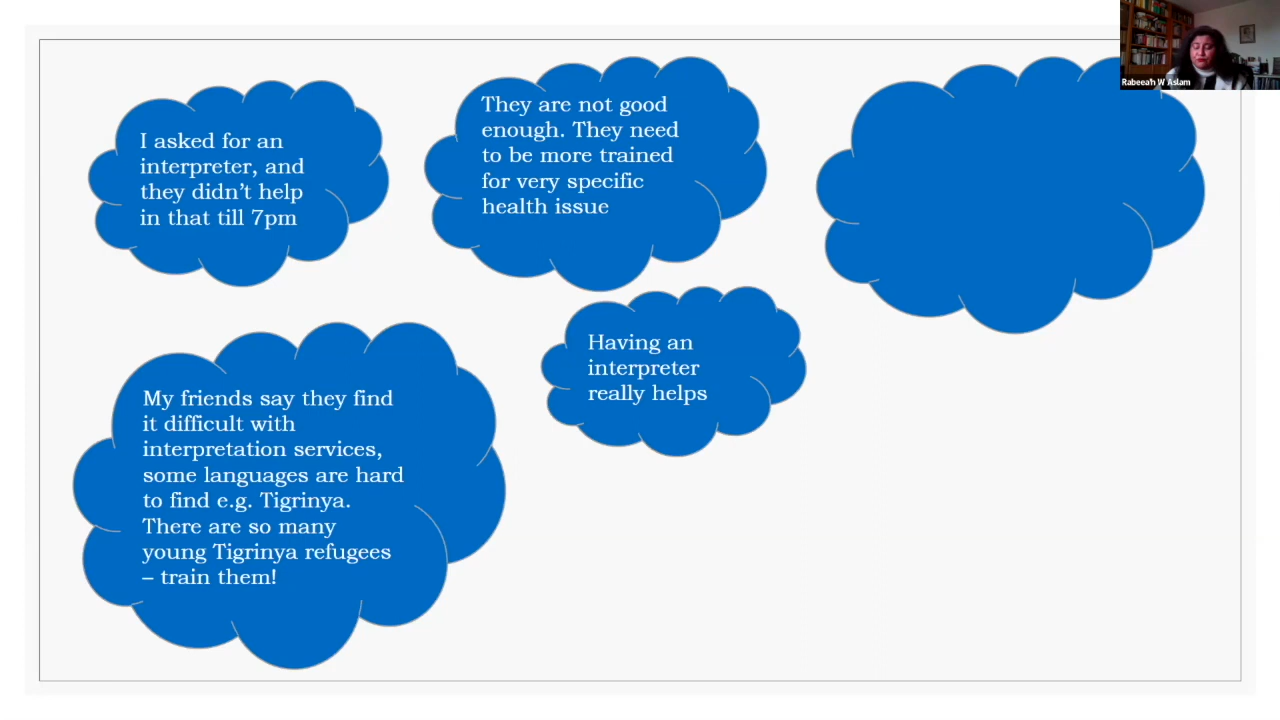 I asked for an
interpreter, and
they didn’t help
in that till 7pm
They are not good
enough. They need
to be more trained
for very specific
health issue
Rabeeah W Aslam
Having an
interpreter
really helps
My friends say they find
it difficult with
interpretation services,
some languages are hard
to find e.g. Tigrinya.
There are so many
young Tigrinya refugees
– train them!